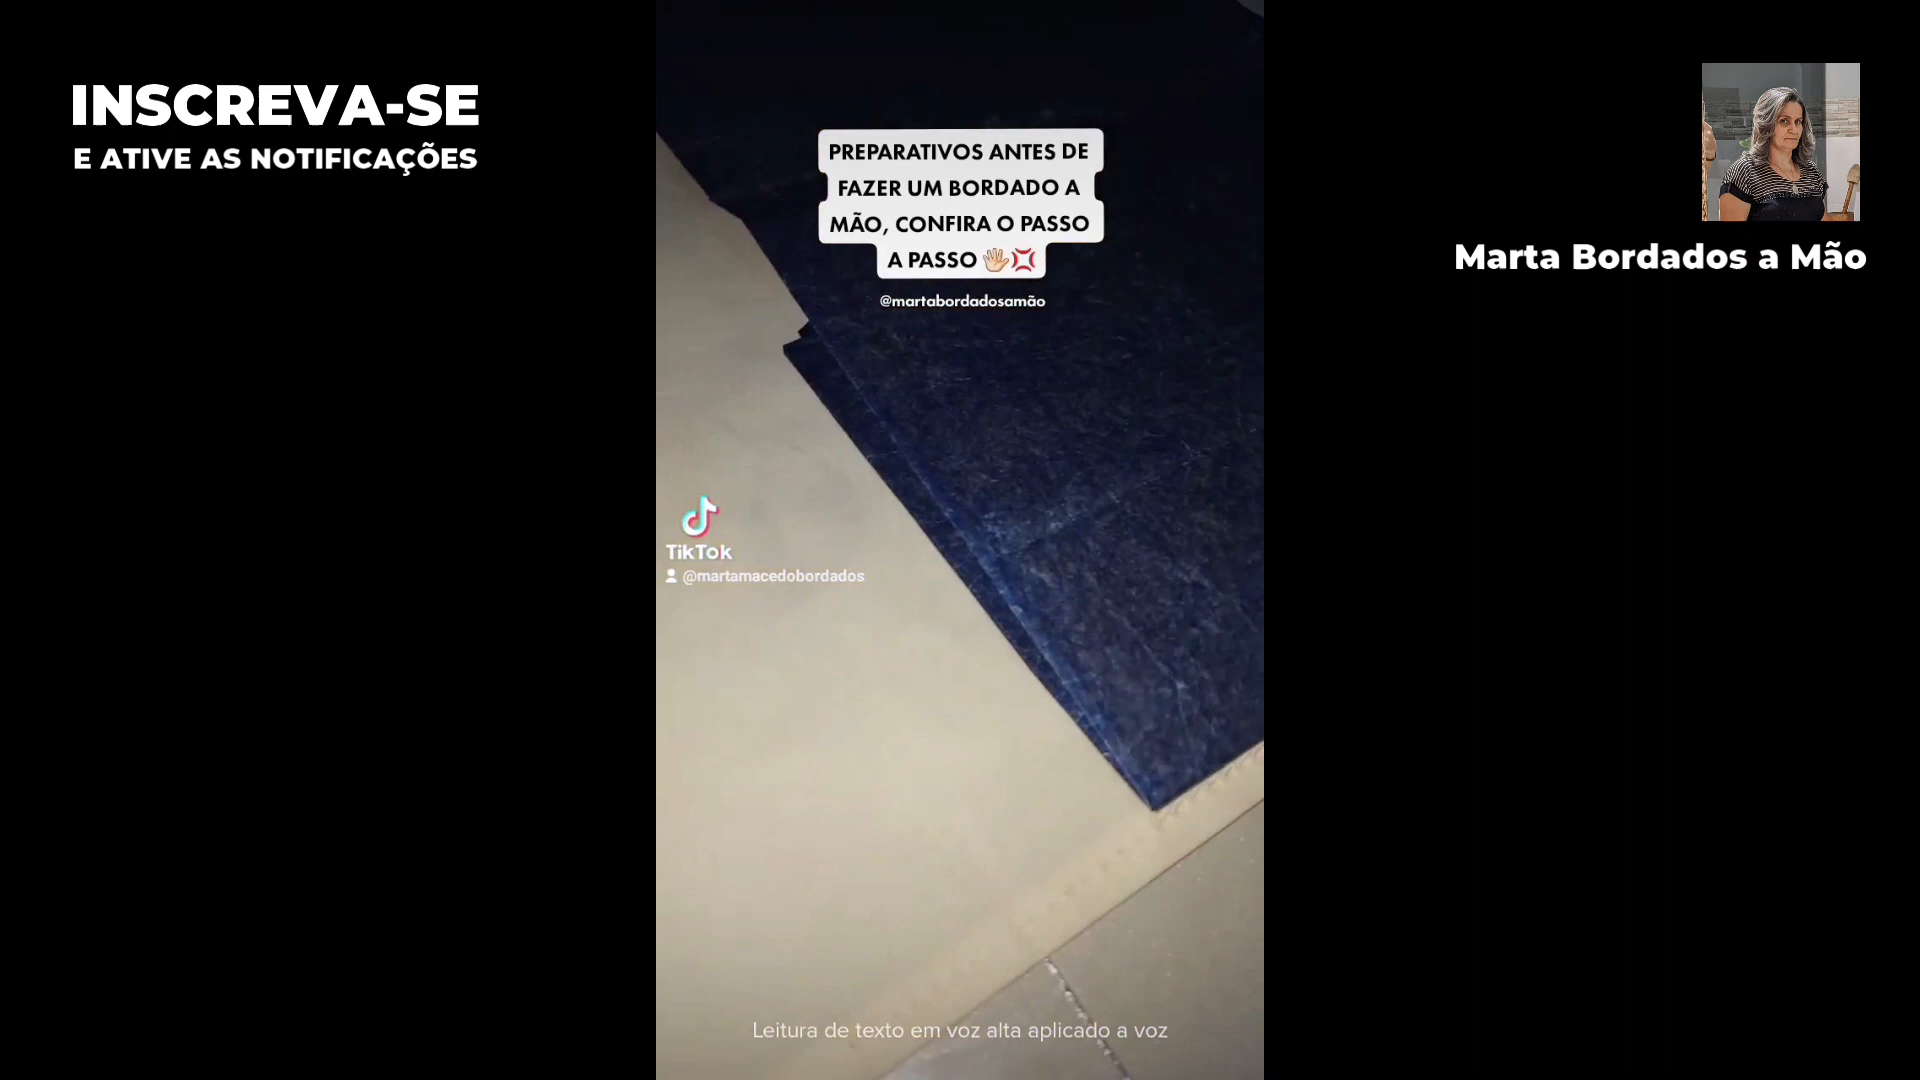 INSCREVA-SE
E ATIVE AS NOTIFICAÇÕES
PREPARATIVOS ANTES DE
FAZER UM BORDADO A
MÃO, CONFIRA O PASSO
A PASSO 🖐🏻💢
@martabordadosamão
TikTok
@martamacedobordados
Leitura de texto em voz alta aplicado a voz
Marta Bordados a Mão